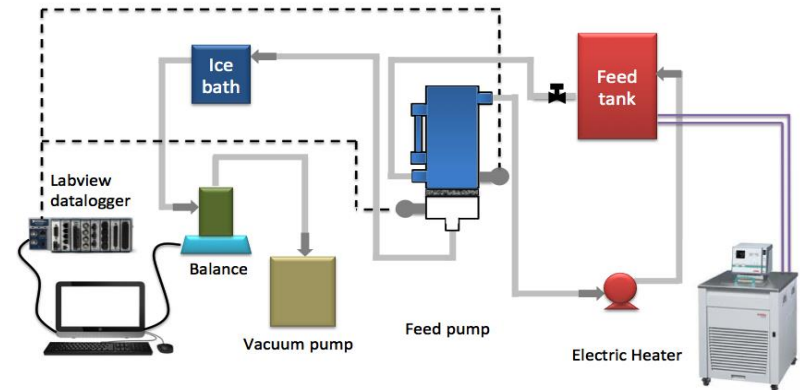 Ice
bath
Feed
tank
Labview
datalogger
Balance
Vacuum pump
Feed pump
Electric Heater